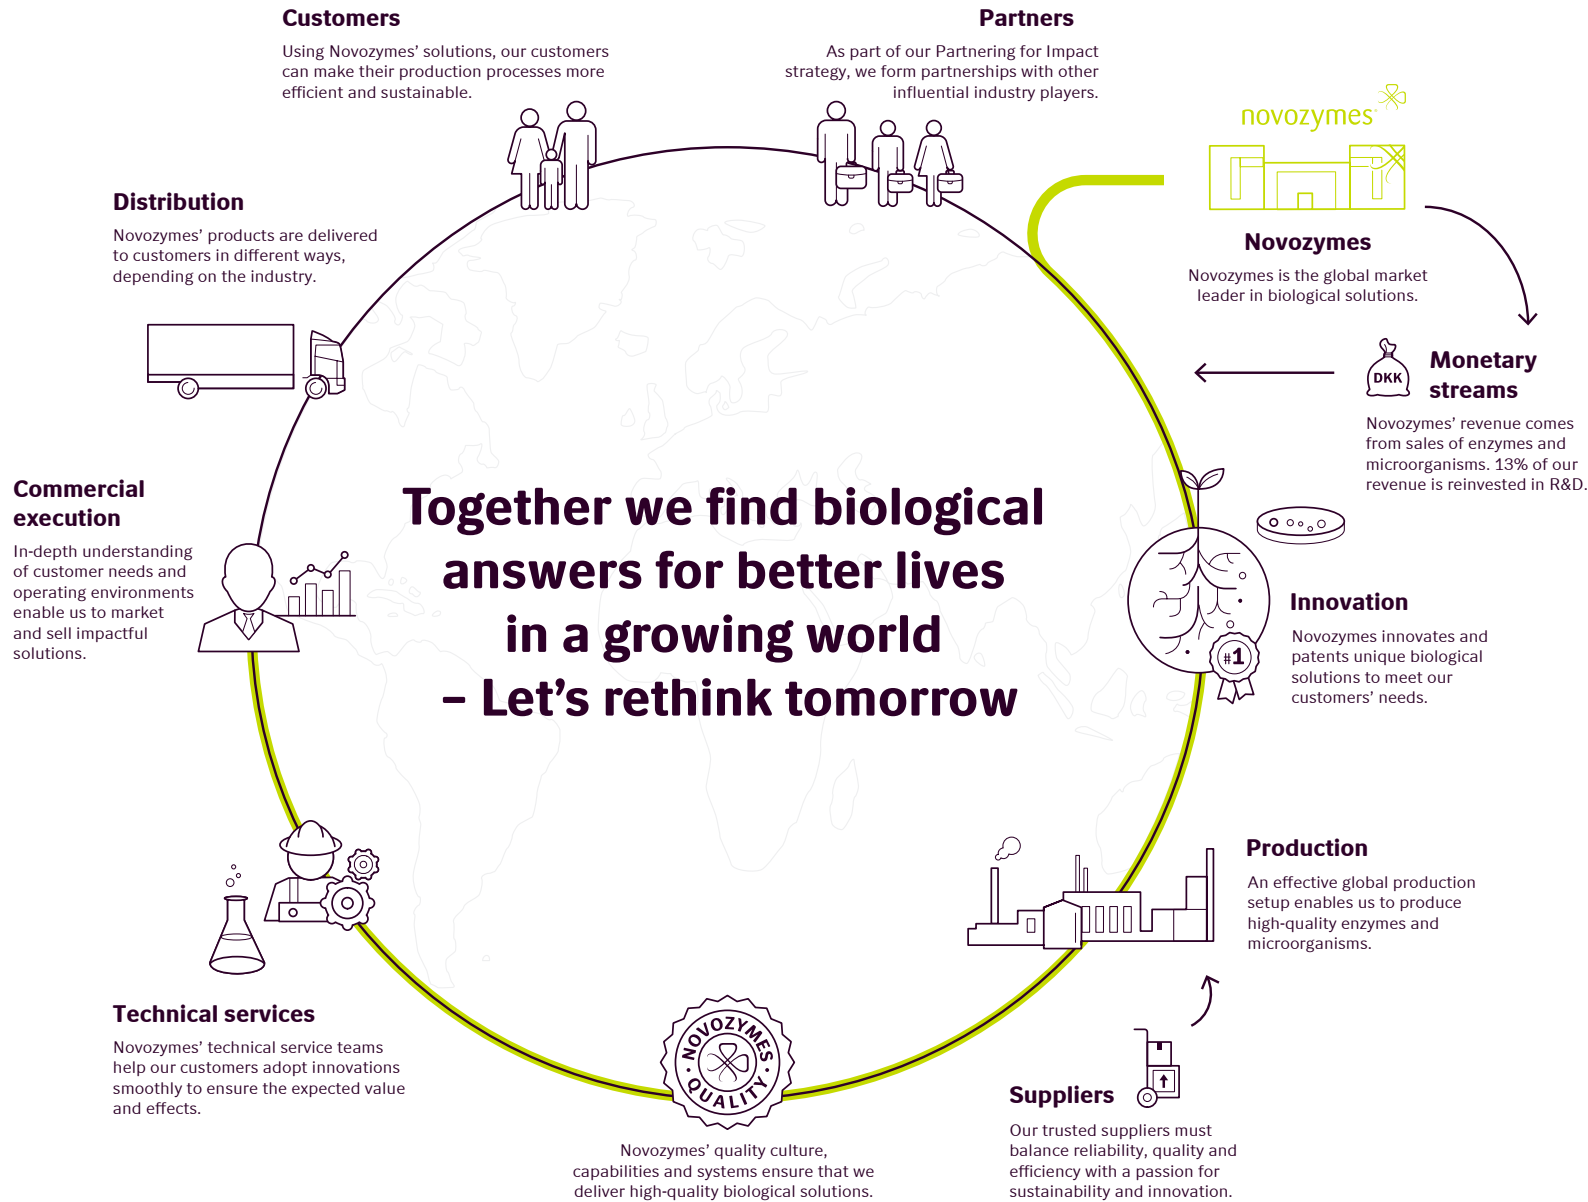 Customers
Using Novozymes’ solutions, our customers
can make their production processes more
efficient and sustainable.
Partners
As part of our Partnering for Impact
strategy, we form partnerships with other
influential industry players.
novozymes
Novozymes
Novozymes is the global market
leader in biological solutions.
DKK
Monetary
streams
Novozymes’ revenue comes
from sales of enzymes and
microorganisms. 13% of our
revenue is reinvested in R&D.
Distribution
Novozymes’ products are delivered
to customers in different ways,
depending on the industry.
Commercial
execution
In-depth understanding
of customer needs and
operating environments
enable us to market
and sell impactful
solutions.
Together we find biological
answers for better lives
in a growing world
– Let’s rethink tomorrow
#1
Innovation
Novozymes innovates and
patents unique biological
solutions to meet our
customers’ needs.
Production
An effective global production
setup enables us to produce
high-quality enzymes and
microorganisms.
Technical services
Novozymes’ technical service teams
help our customers adopt innovations
smoothly to ensure the expected value
and effects.
NOVOZYMES
· QUALITY ·
Novozymes’ quality culture,
capabilities and systems ensure that we
deliver high-quality biological solutions.
Suppliers
Our trusted suppliers must
balance reliability, quality and
efficiency with a passion for
sustainability and innovation.